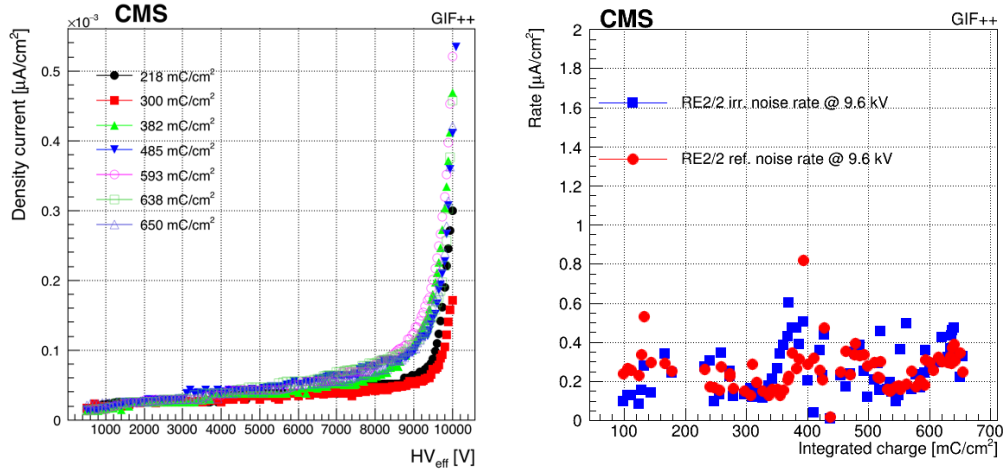 CMS GIF++
×10⁻³
Density current [µA/cm²]
0.5
0.4
0.3
0.2
0.1
0
218 mC/cm²
300 mC/cm²
382 mC/cm²
485 mC/cm²
593 mC/cm²
638 mC/cm²
650 mC/cm²
1000 2000 3000 4000 5000 6000 7000 8000 9000 10000
HV_eff [V]
CMS GIF++
Rate [µA/cm²]
2
1.8
1.6
1.4
1.2
1
0.8
0.6
0.4
0.2
0
RE2/2 irr. noise rate @ 9.6 kV
RE2/2 ref. noise rate @ 9.6 kV
100 200 300 400 500 600 700
Integrated charge [mC/cm²]